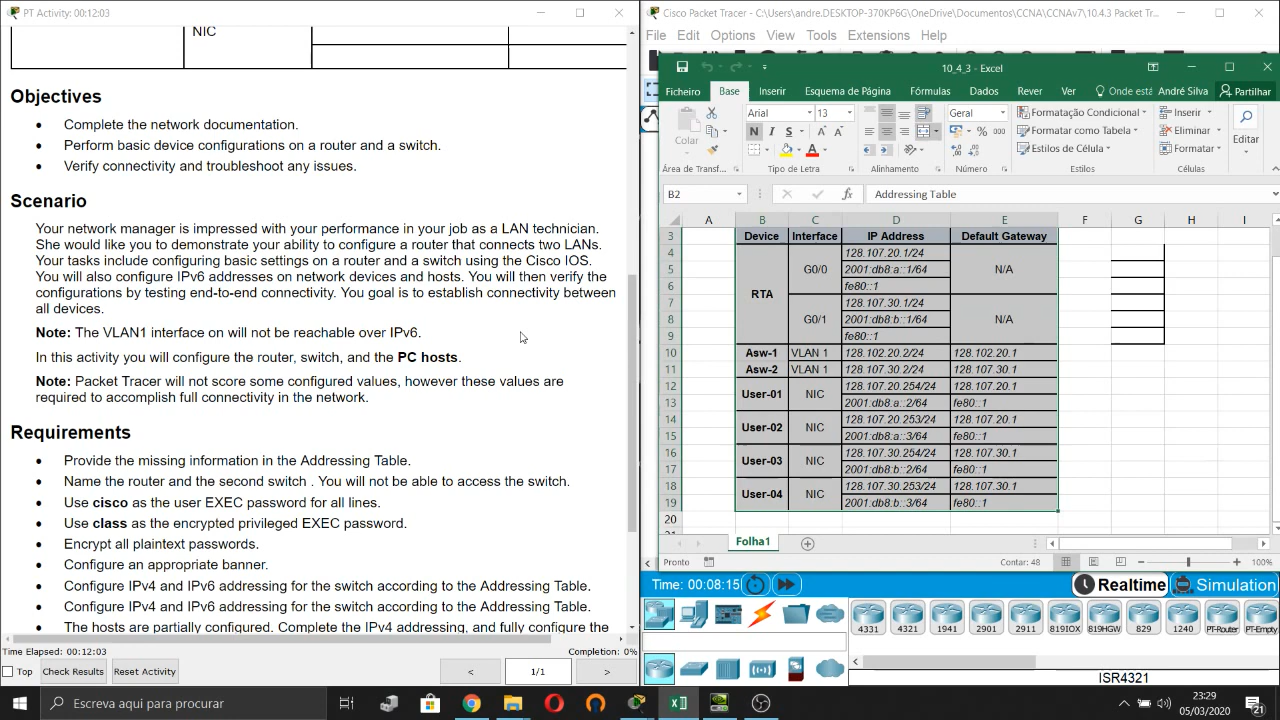 PT Activity: 00:12:03
NIC
Objectives
Complete the network documentation.
Perform basic device configurations on a router and a switch.
Verify connectivity and troubleshoot any issues.
Scenario
Your network manager is impressed with your performance in your job as a LAN technician.
She would like you to demonstrate your ability to configure a router that connects two LANs.
Your tasks include configuring basic settings on a router and a switch using the Cisco IOS.
You will also configure IPv6 addresses on network devices and hosts. You will then verify the
configurations by testing end-to-end connectivity. You goal is to establish connectivity between
all devices.
Note: The VLAN1 interface on will not be reachable over IPv6.
In this activity you will configure the router, switch, and the PC hosts.
Note: Packet Tracer will not score some configured values, however these values are
required to accomplish full connectivity in the network.
Requirements
Provide the missing information in the Addressing Table.
Name the router and the second switch . You will not be able to access the switch.
Use cisco as the user EXEC password for all lines.
Use class as the encrypted privileged EXEC password.
Encrypt all plaintext passwords.
Configure an appropriate banner.
Configure IPv4 and IPv6 addressing for the switch according to the Addressing Table.
Configure IPv4 and IPv6 addressing for the switch according to the Addressing Table.
The hosts are partially configured. Complete the IPv4 addressing, and fully configure the
Time Elapsed: 00:12:03 Completion: 0%
Top Check Results Reset Activity < 1/1 >
Cisco Packet Tracer - C:\Users\andre.DESKTOP-370KP6G\OneDrive\Documentos\CCNA\CCNAv7\10.4.3 Packet Tr...
File Edit Options View Tools Extensions Help
10_4_3 - Excel
Ficheiro Base Inserir Esquema de Página Fórmulas Dados Rever Ver Onde está André Silva Partilhar
Colar Arial 13 Geral Formatação Condicional Inserir
N I S % 000 Formatar como Tabela Eliminar Editar
Estilos de Célula Formatar
Área de Transf... Tipo de Letra Alinhamento Número Estilos Células
B2 fx Addressing Table
A B C D E F G H I
3 Device Interface IP Address Default Gateway
4 128.107.20.1/24
5 G0/0 2001:db8:a::1/64 N/A
6 fe80::1
RTA
7 128.107.30.1/24
8 G0/1 2001:db8:b::1/64 N/A
9 fe80::1
10 Asw-1 VLAN 1 128.102.20.2/24 128.102.20.1
11 Asw-2 VLAN 1 128.107.30.2/24 128.107.30.1
12 User-01 NIC 128.107.20.254/24 128.107.20.1
13 2001:db8.a::2/64 fe80::1
14 User-02 NIC 128.107.20.253/24 128.107.20.1
15 2001:db8.a::3/64 fe80::1
16 User-03 NIC 128.107.30.254/24 128.107.30.1
17 2001:db8:b::2/64 fe80::1
18 User-04 NIC 128.107.30.253/24 128.107.30.1
19 2001:db8:b::3/64 fe80::1
20
Folha1
Pronto Contar: 48 100%
Time: 00:08:15 Realtime Simulation
4331 4321 1941 2901 2911 819IOX 819HGW 829 1240 PT-Router PT-Empty
ISR4321
Escreva aqui para procurar
23:29
05/03/2020
21